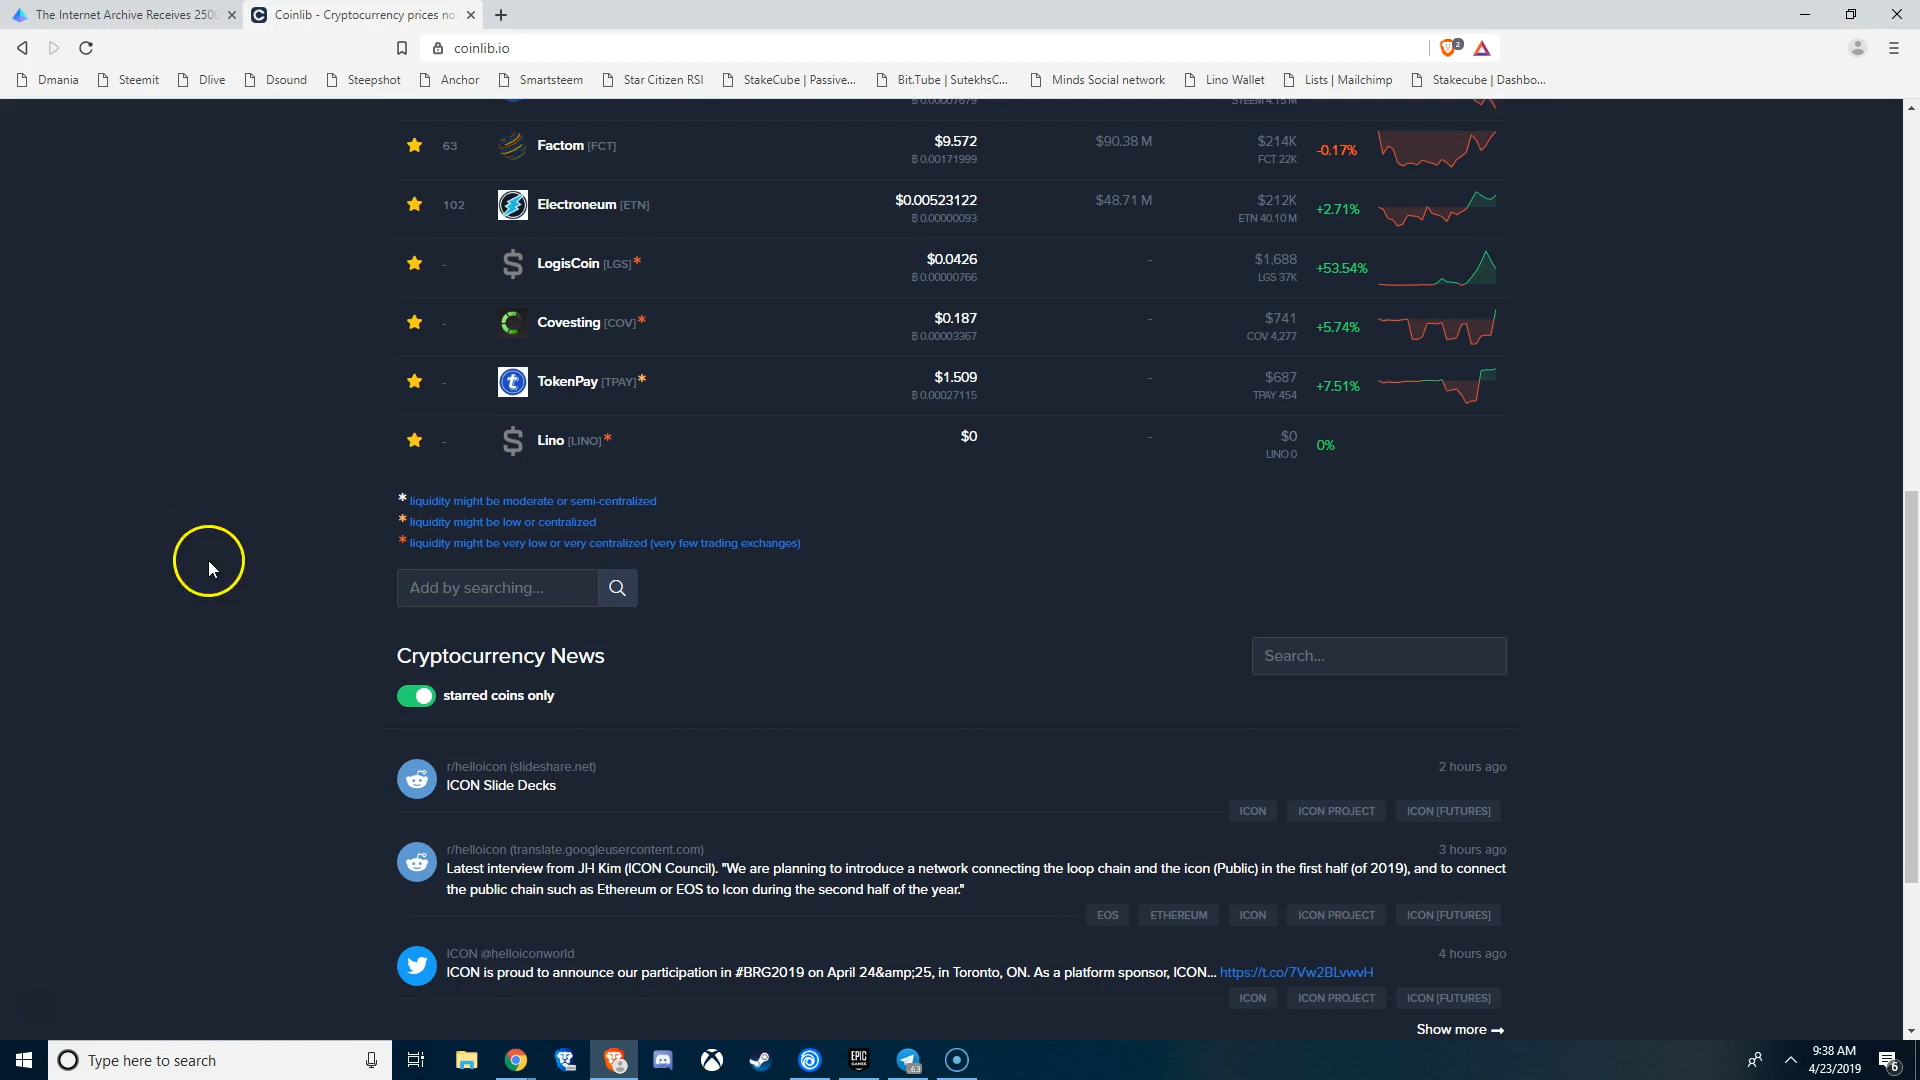 The Internet Archive Receives 2500
Coinlib - Cryptocurrency prices no
coinlib.io
2
Dmania
Steemit
Dlive
Dsound
Steepshot
Anchor
Smartsteem
Star Citizen RSI
StakeCube | Passive...
Bit.Tube | SutekhsC...
Minds Social network
Lino Wallet
Lists | Mailchimp
Stakecube | Dashbo...
฿ 0.00007679
STEEM 4.15 M
63 Factom [FCT] $9.572 $90.38 M $214K -0.17%
฿ 0.00171999 FCT 22K
102 Electroneum [ETN] $0.00523122 $48.71 M $212K +2.71%
฿ 0.00000093 ETN 40.10 M
- LogisCoin [LGS]* $0.0426 - $1,688 +53.54%
฿ 0.00000766 LGS 37K
- Covesting [COV]* $0.187 - $741 +5.74%
฿ 0.00003367 COV 4,277
- TokenPay [TPAY]* $1.509 - $687 +7.51%
฿ 0.00027115 TPAY 454
- Lino [LINO]* $0 - $0 0%
LINO 0
* liquidity might be moderate or semi-centralized
* liquidity might be low or centralized
* liquidity might be very low or very centralized (very few trading exchanges)
Add by searching...
Cryptocurrency News
Search...
starred coins only
r/helloicon (slideshare.net) 2 hours ago
ICON Slide Decks
ICON ICON PROJECT ICON [FUTURES]
r/helloicon (translate.googleusercontent.com) 3 hours ago
Latest interview from JH Kim (ICON Council). "We are planning to introduce a network connecting the loop chain and the icon (Public) in the first half (of 2019), and to connect
the public chain such as Ethereum or EOS to Icon during the second half of the year."
EOS ETHEREUM ICON ICON PROJECT ICON [FUTURES]
ICON @helloiconworld 4 hours ago
ICON is proud to announce our participation in #BRG2019 on April 24&amp;25, in Toronto, ON. As a platform sponsor, ICON... https://t.co/7Vw2BLvwvH
ICON ICON PROJECT ICON [FUTURES]
Show more →
Type here to search
EPIC
GAMES
63
9:38 AM
4/23/2019
6